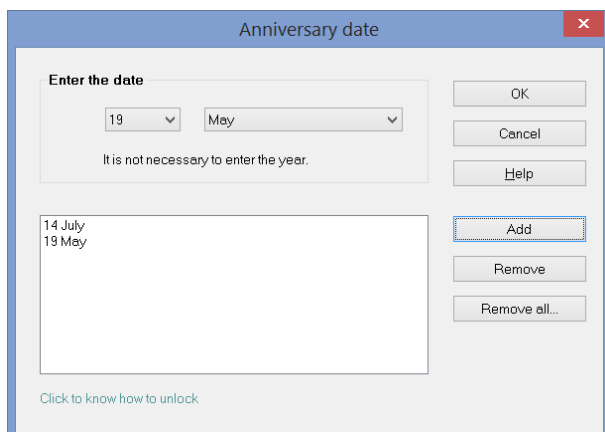 Anniversary date
Enter the date
19 May
It is not necessary to enter the year.
OK
Cancel
Help
14 July
19 May
Add
Remove
Remove all...
Click to know how to unlock